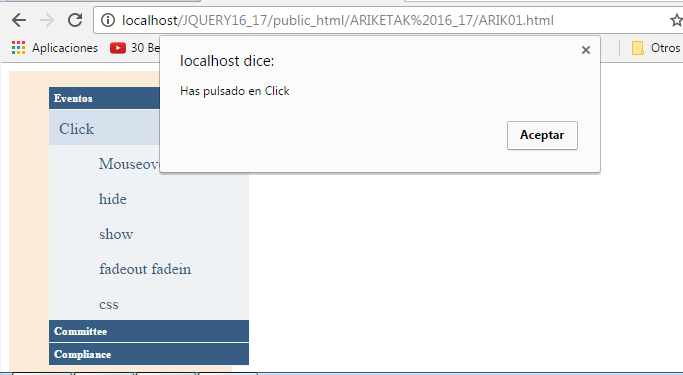 localhost/JQUERY16_17/public_html/ARIKETAK%2016_17/ARIK01.html
Aplicaciones
30 Be
Otros
localhost dice:
Has pulsado en Click
Aceptar
Eventos
Click
Mouseov
hide
show
fadeout fadein
css
Committee
Compliance